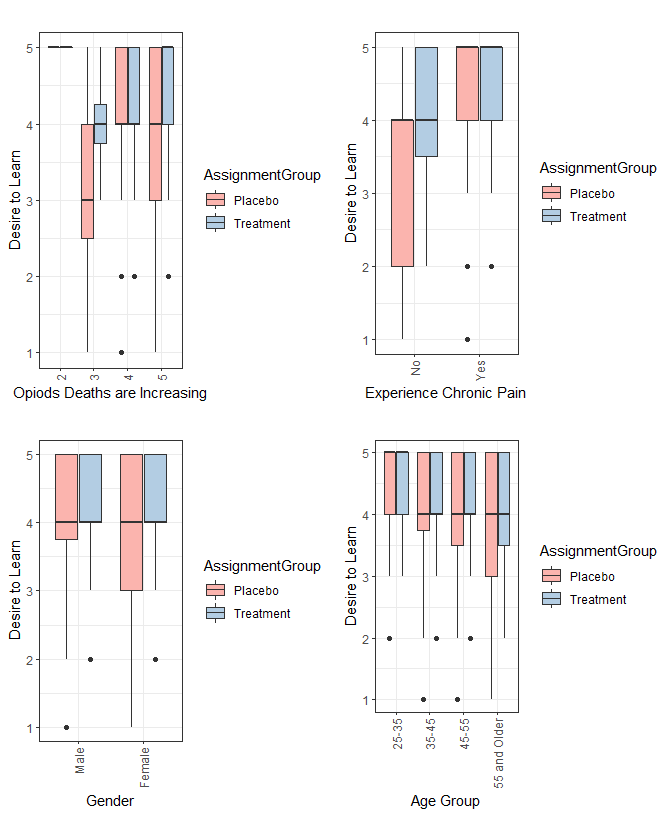 5
4
3
2
1
Desire to Learn
2
3
4
5
Opiods Deaths are Increasing
AssignmentGroup
Placebo
Treatment
5
4
3
2
1
Desire to Learn
No
Yes
Experience Chronic Pain
AssignmentGroup
Placebo
Treatment
5
4
3
2
1
Desire to Learn
Male
Female
Gender
AssignmentGroup
Placebo
Treatment
5
4
3
2
1
Desire to Learn
25-35
35-45
45-55
55 and Older
Age Group
AssignmentGroup
Placebo
Treatment